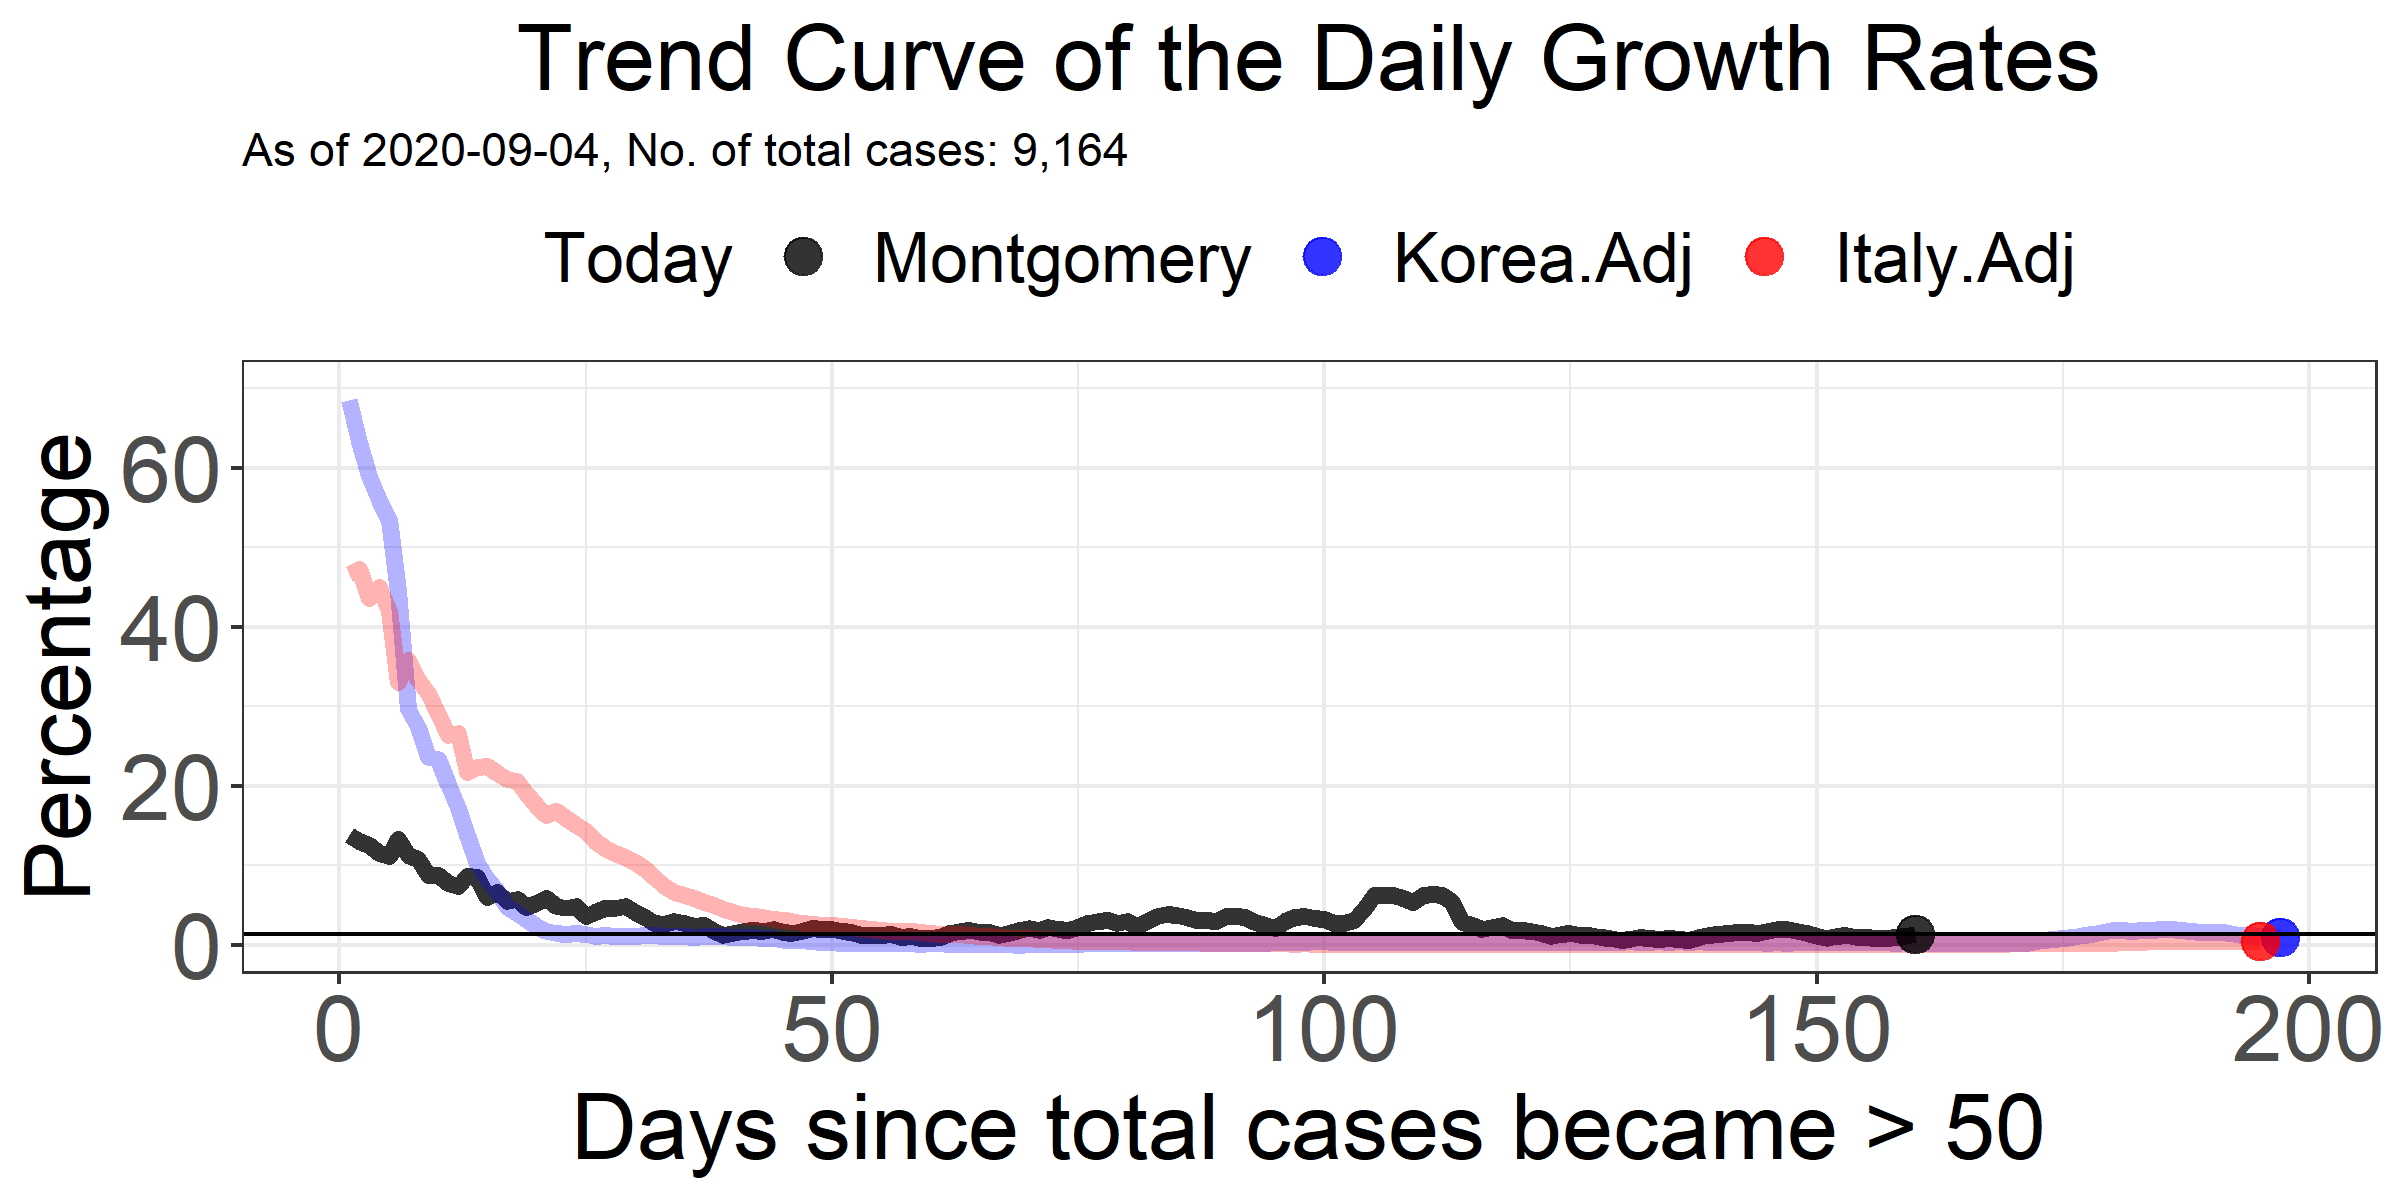 Trend Curve of the Daily Growth Rates
As of 2020-09-04, No. of total cases: 9,164
Today Montgomery Korea.Adj Italy.Adj
Percentage
60
40
20
0
0 50 100 150 200
Days since total cases became > 50